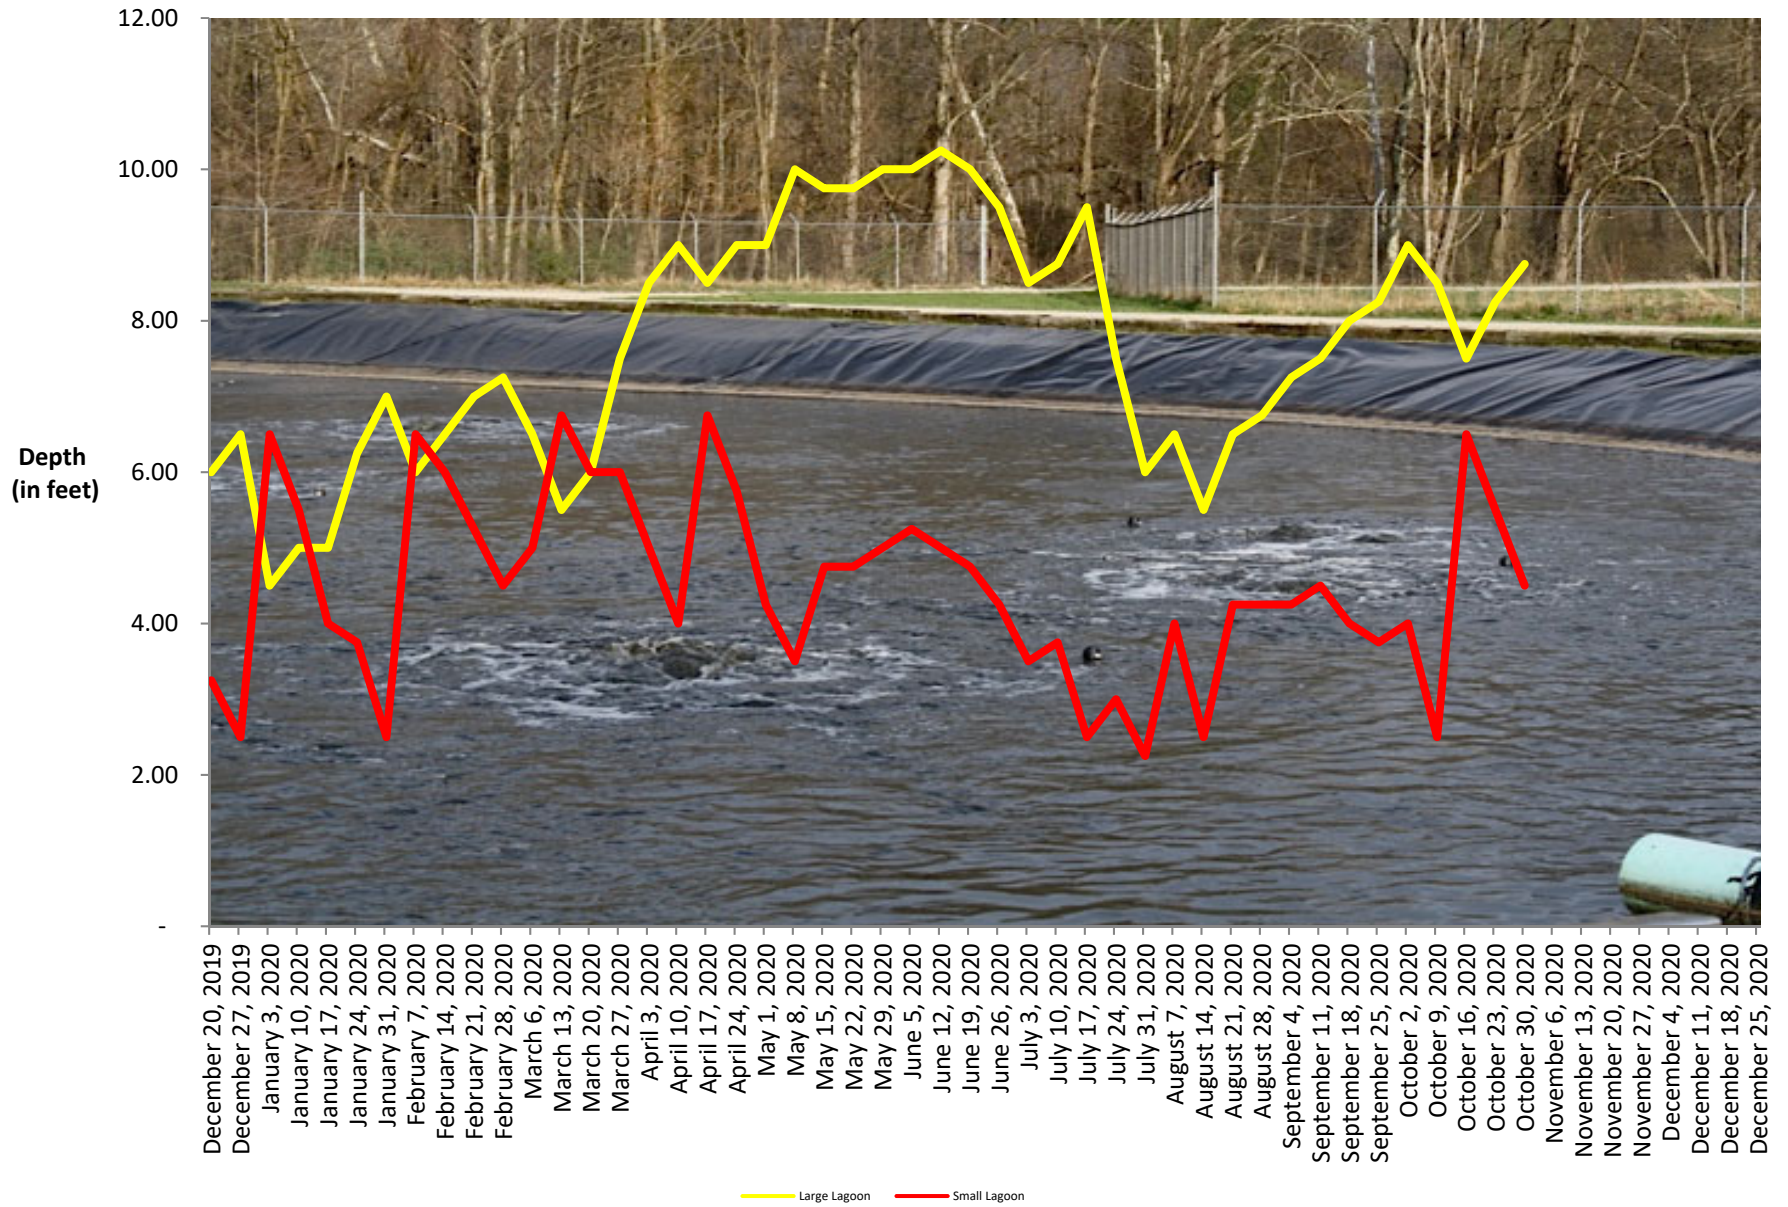 12.00
10.00
8.00
6.00
4.00
2.00
-
Depth
(in feet)
December 20, 2019
December 27, 2019
January 3, 2020
January 10, 2020
January 17, 2020
January 24, 2020
January 31, 2020
February 7, 2020
February 14, 2020
February 21, 2020
February 28, 2020
March 6, 2020
March 13, 2020
March 20, 2020
March 27, 2020
April 3, 2020
April 10, 2020
April 17, 2020
April 24, 2020
May 1, 2020
May 8, 2020
May 15, 2020
May 22, 2020
May 29, 2020
June 5, 2020
June 12, 2020
June 19, 2020
June 26, 2020
July 3, 2020
July 10, 2020
July 17, 2020
July 24, 2020
July 31, 2020
August 7, 2020
August 14, 2020
August 21, 2020
August 28, 2020
September 4, 2020
September 11, 2020
September 18, 2020
September 25, 2020
October 2, 2020
October 9, 2020
October 16, 2020
October 23, 2020
October 30, 2020
November 6, 2020
November 13, 2020
November 20, 2020
November 27, 2020
December 4, 2020
December 11, 2020
December 18, 2020
December 25, 2020
Large Lagoon
Small Lagoon